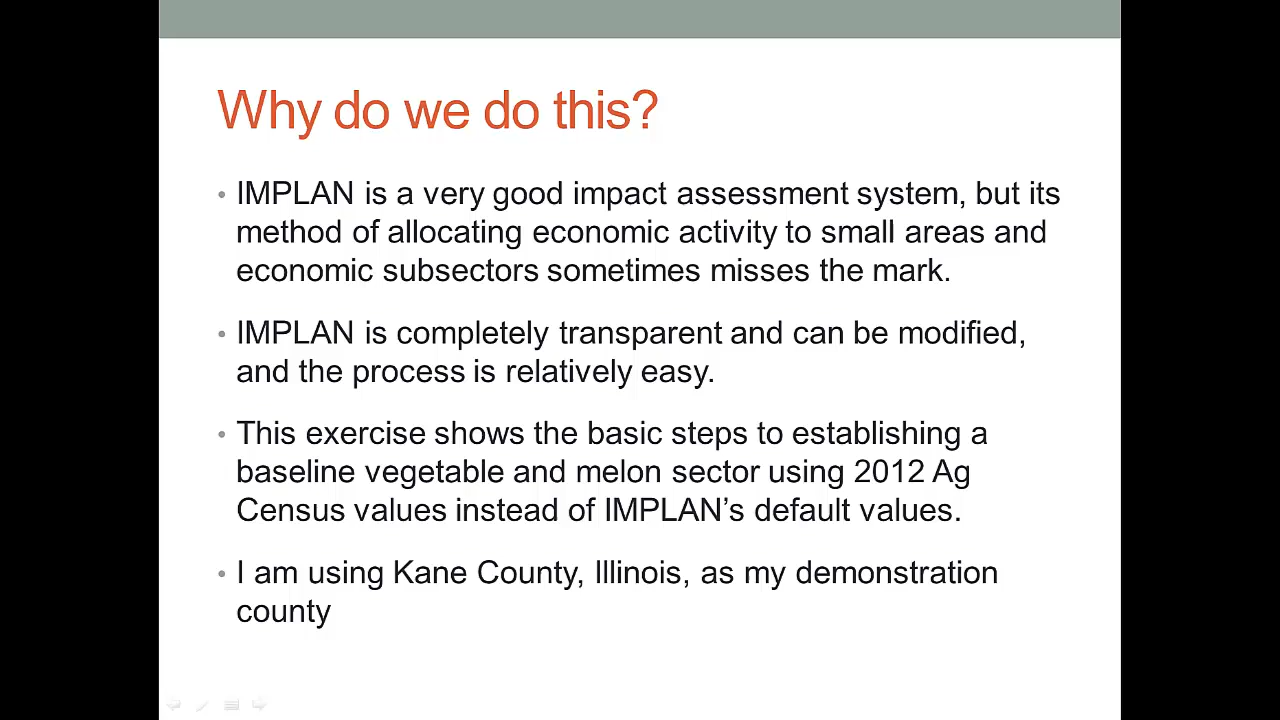 Why do we do this?
• IMPLAN is a very good impact assessment system, but its
method of allocating economic activity to small areas and
economic subsectors sometimes misses the mark.
• IMPLAN is completely transparent and can be modified,
and the process is relatively easy.
• This exercise shows the basic steps to establishing a
baseline vegetable and melon sector using 2012 Ag
Census values instead of IMPLAN’s default values.
• I am using Kane County, Illinois, as my demonstration
county